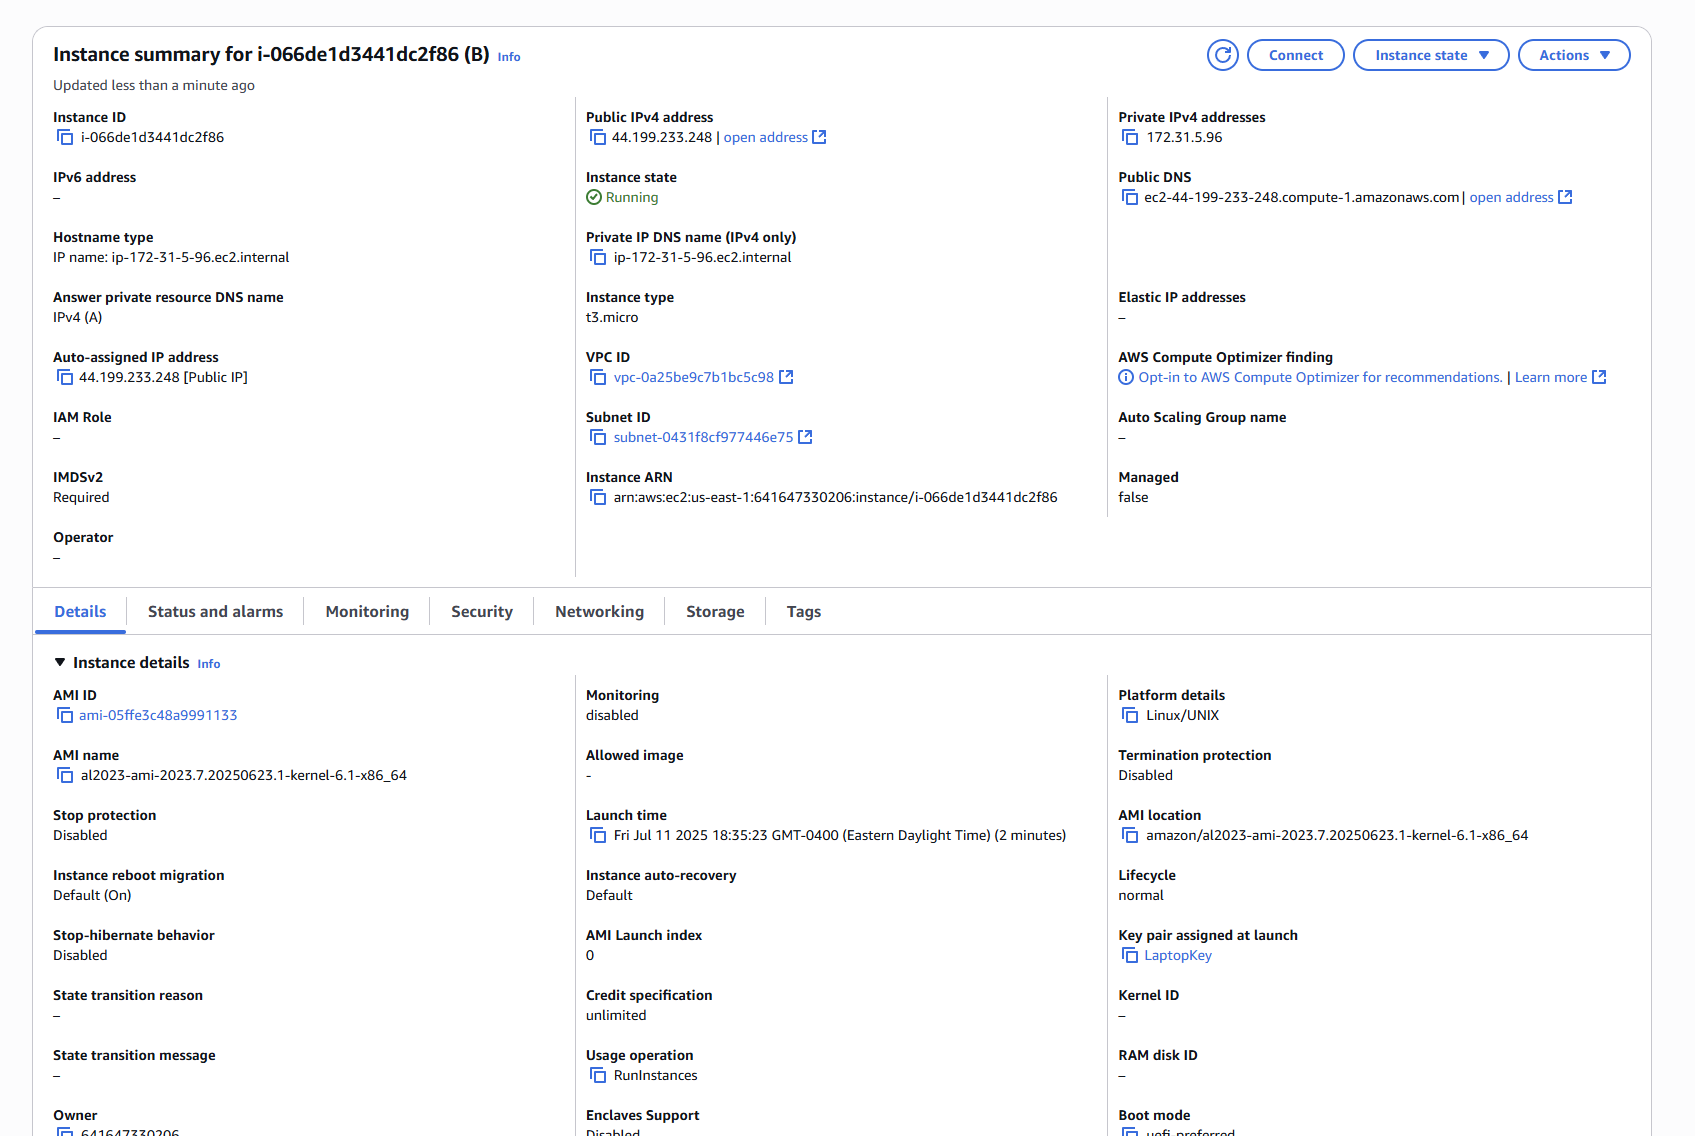 Instance summary for i-066de1d3441dc2f86 (B) Info
Connect
Instance state
Actions
Updated less than a minute ago
Instance ID
i-066de1d3441dc2f86
Public IPv4 address
44.199.233.248 | open address
Private IPv4 addresses
172.31.5.96
IPv6 address
–
Instance state
Running
Public DNS
ec2-44-199-233-248.compute-1.amazonaws.com | open address
Hostname type
IP name: ip-172-31-5-96.ec2.internal
Private IP DNS name (IPv4 only)
ip-172-31-5-96.ec2.internal
Answer private resource DNS name
IPv4 (A)
Instance type
t3.micro
Elastic IP addresses
–
Auto-assigned IP address
44.199.233.248 [Public IP]
VPC ID
vpc-0a25be9c7b1bc5c98
AWS Compute Optimizer finding
Opt-in to AWS Compute Optimizer for recommendations. | Learn more
IAM Role
–
Subnet ID
subnet-0431f8cf977446e75
Auto Scaling Group name
–
IMDSv2
Required
Instance ARN
arn:aws:ec2:us-east-1:641647330206:instance/i-066de1d3441dc2f86
Managed
false
Operator
–
Details
Status and alarms
Monitoring
Security
Networking
Storage
Tags
Instance details Info
AMI ID
ami-05ffe3c48a9991133
Monitoring
disabled
Platform details
Linux/UNIX
AMI name
al2023-ami-2023.7.20250623.1-kernel-6.1-x86_64
Allowed image
-
Termination protection
Disabled
Stop protection
Disabled
Launch time
Fri Jul 11 2025 18:35:23 GMT-0400 (Eastern Daylight Time) (2 minutes)
AMI location
amazon/al2023-ami-2023.7.20250623.1-kernel-6.1-x86_64
Instance reboot migration
Default (On)
Instance auto-recovery
Default
Lifecycle
normal
Stop-hibernate behavior
Disabled
AMI Launch index
0
Key pair assigned at launch
LaptopKey
State transition reason
–
Credit specification
unlimited
Kernel ID
–
State transition message
–
Usage operation
RunInstances
RAM disk ID
–
Owner
641647330206
Enclaves Support
Disabled
Boot mode
uefi-preferred